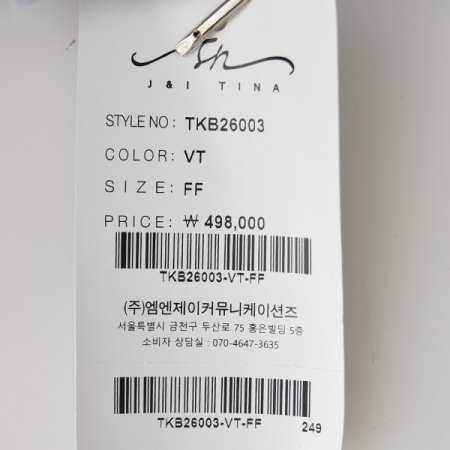 J & I TINA
STYLE NO : TKB26003
COLOR: VT
SIZE: FF
PRICE: ₩ 498,000
TKB26003-VT-FF
(주)엠엔제이커뮤니케이션즈
서울특별시 금천구 두산로 75 홍은빌딩 5층
소비자 상담실 : 070-4647-3635
TKB26003-VT-FF
249